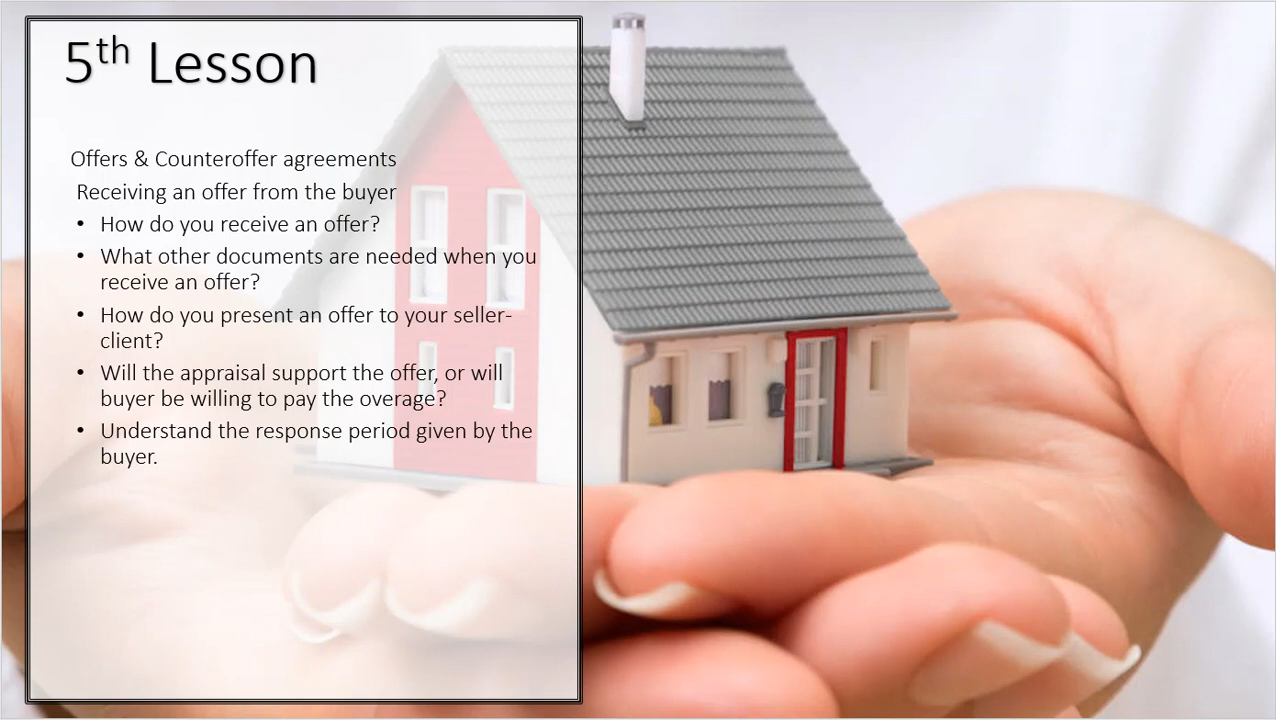 5th Lesson
Offers & Counteroffer agreements
Receiving an offer from the buyer
• How do you receive an offer?
• What other documents are needed when you
receive an offer?
• How do you present an offer to your seller-
client?
• Will the appraisal support the offer, or will
buyer be willing to pay the overage?
• Understand the response period given by the
buyer.